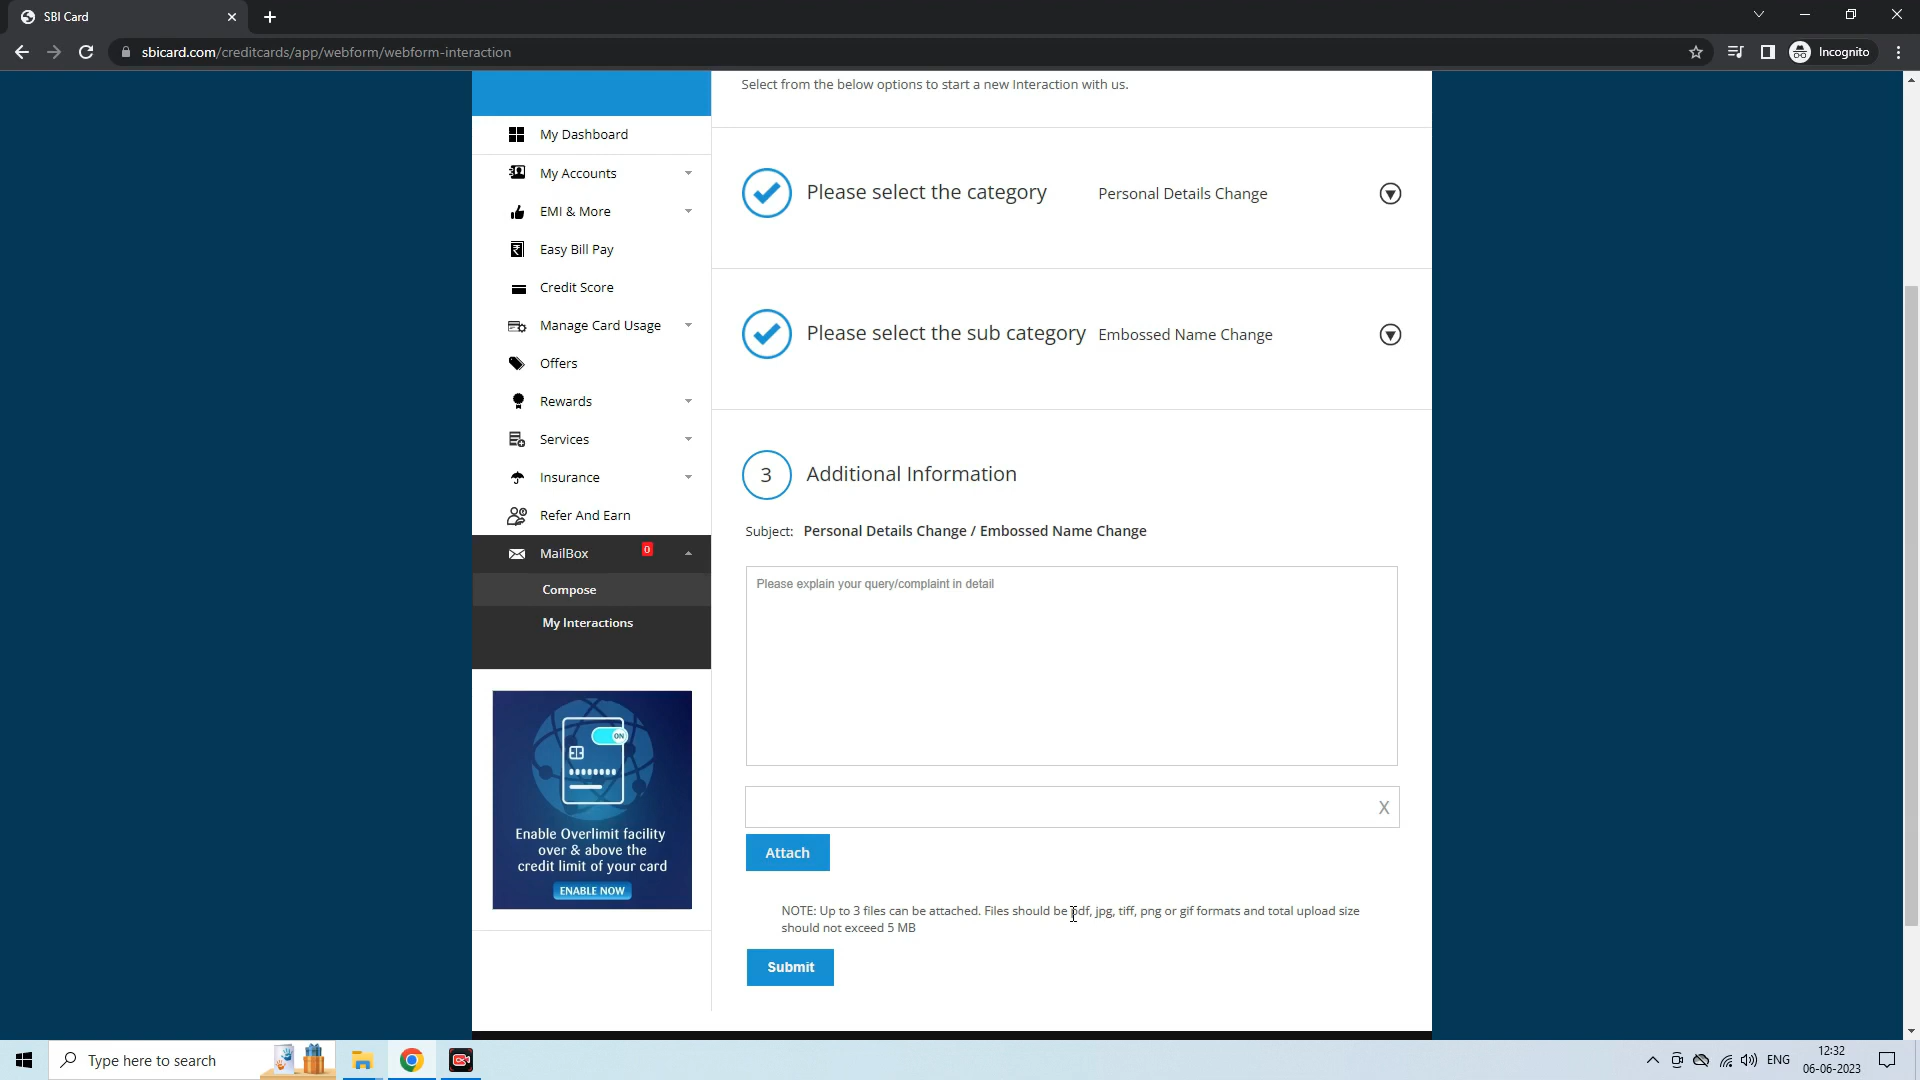 SBI Card
sbicard.com/creditcards/app/webform/webform-interaction
Incognito
Select from the below options to start a new Interaction with us.
My Dashboard
My Accounts
EMI & More
Easy Bill Pay
Credit Score
Manage Card Usage
Offers
Rewards
Services
Insurance
Refer And Earn
MailBox 0
Compose
My Interactions
ON
Enable Overlimit facility
over & above the
credit limit of your card
ENABLE NOW
Please select the category Personal Details Change
Please select the sub category Embossed Name Change
3 Additional Information
Subject: Personal Details Change / Embossed Name Change
Please explain your query/complaint in detail
X
Attach
NOTE: Up to 3 files can be attached. Files should be pdf, jpg, tiff, png or gif formats and total upload size
should not exceed 5 MB
Submit
Type here to search
ENG
12:32
06-06-2023